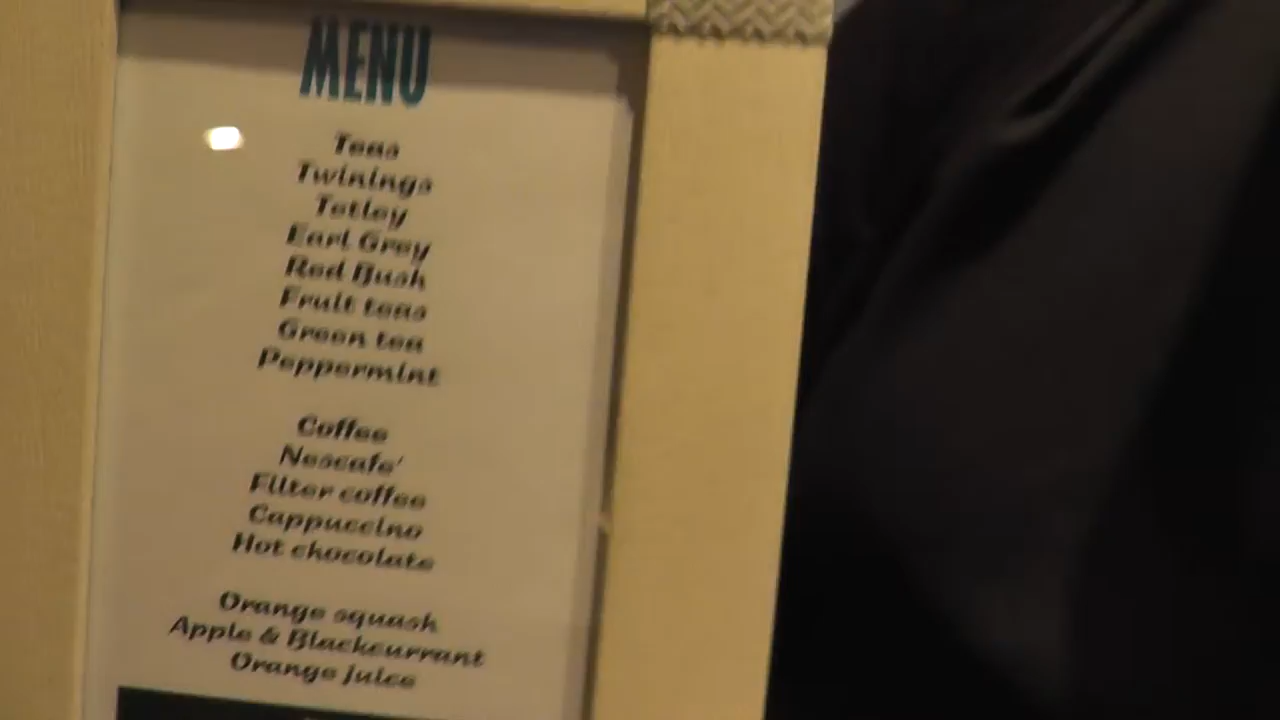 MENU
Teas
Twinings
Tetley
Earl Grey
Red Bush
Fruit teas
Green tea
Peppermint
Coffee
Nescafe'
Filter coffee
Cappuccino
Hot chocolate
Orange squash
Apple & Blackcurrant
Orange juice